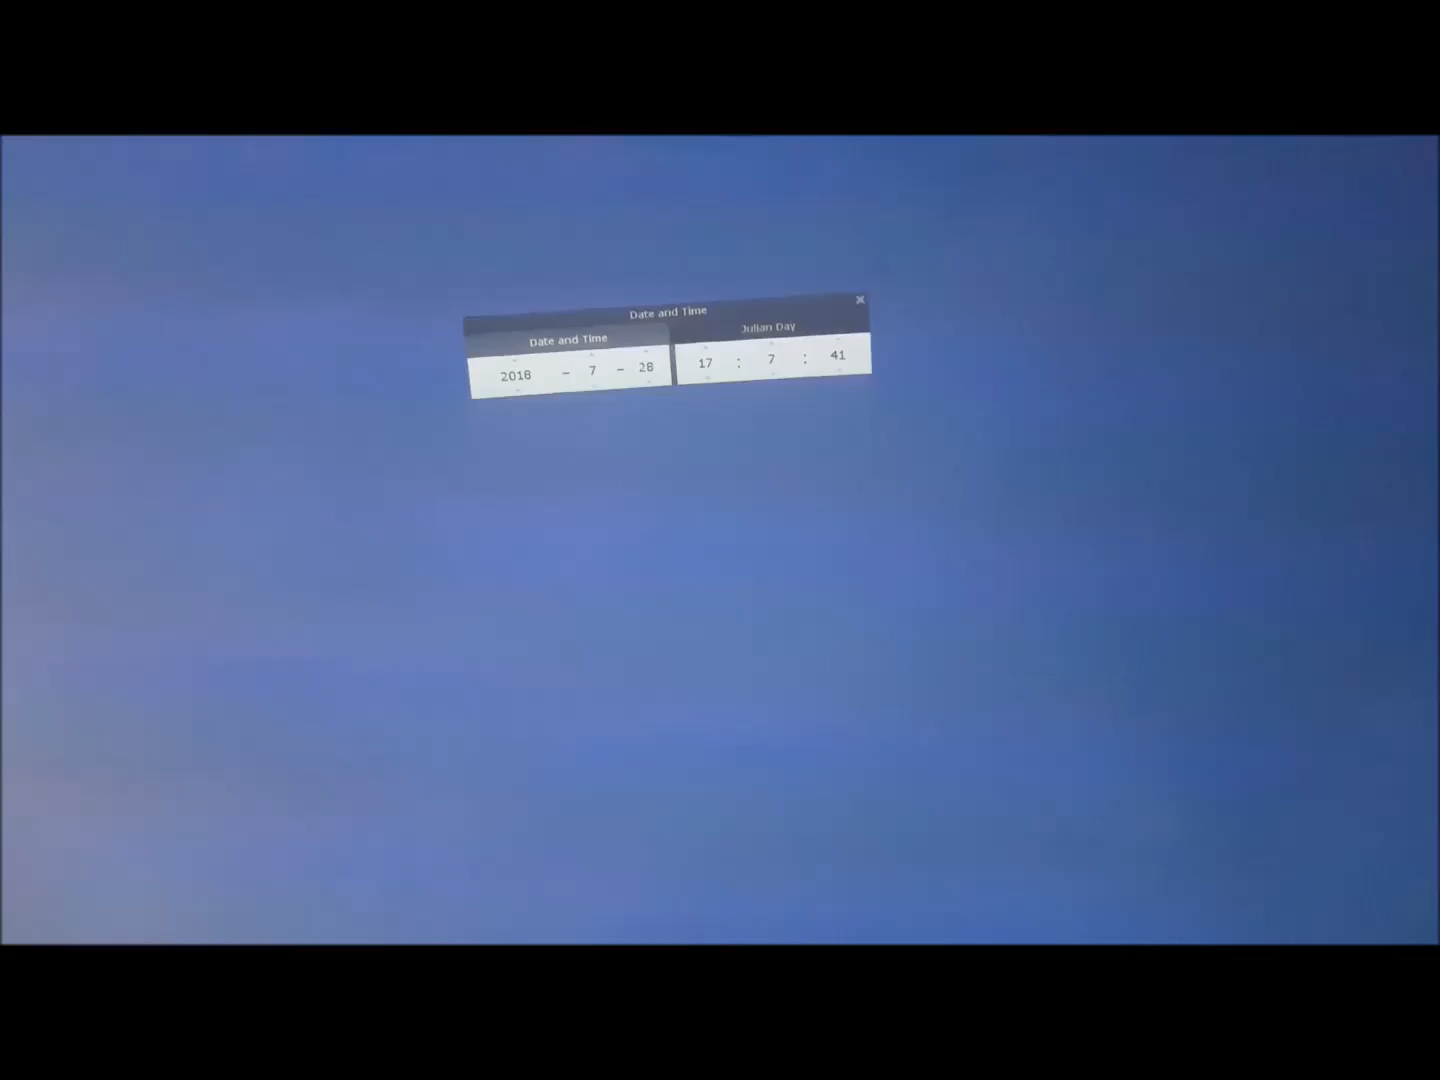 Date and Time
Date and Time Julian Day
2018 – 7 – 28 17 : 7 : 41